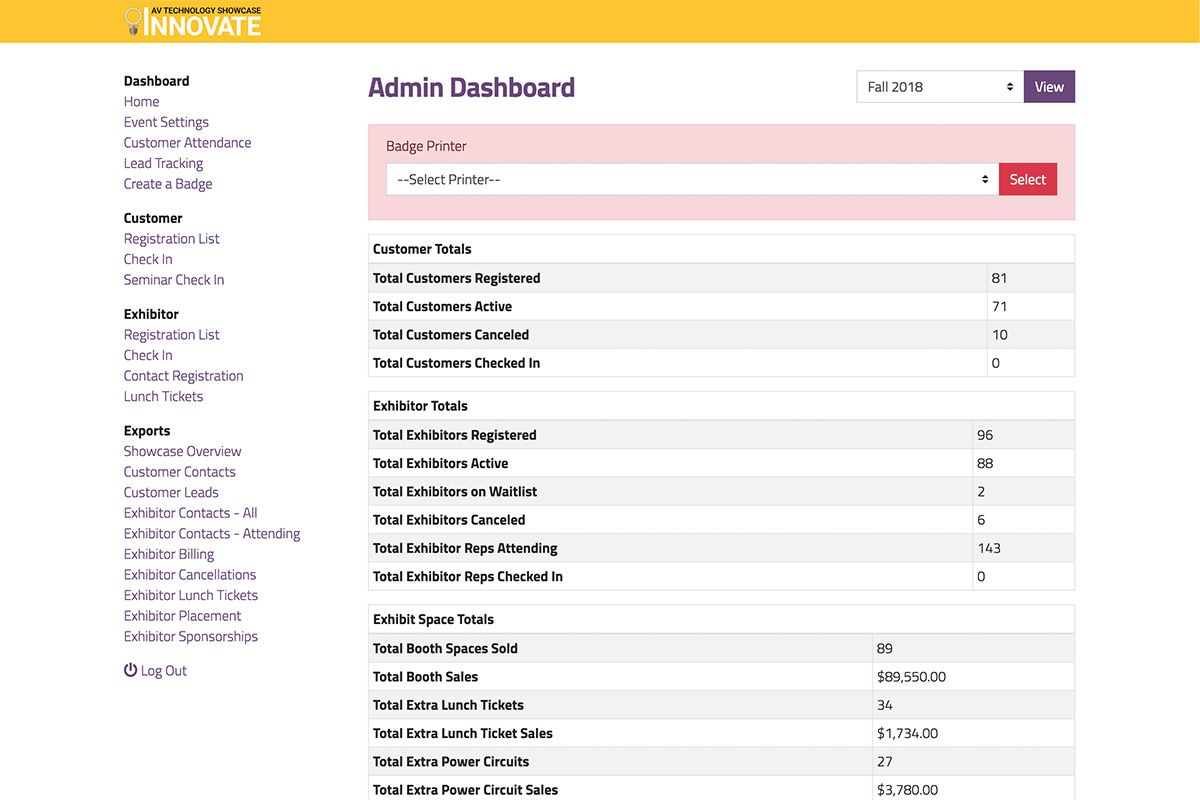 AV TECHNOLOGY SHOWCASE
INNOVATE
Dashboard
Home
Event Settings
Customer Attendance
Lead Tracking
Create a Badge
Customer
Registration List
Check In
Seminar Check In
Exhibitor
Registration List
Check In
Contact Registration
Lunch Tickets
Exports
Showcase Overview
Customer Contacts
Customer Leads
Exhibitor Contacts - All
Exhibitor Contacts - Attending
Exhibitor Billing
Exhibitor Cancellations
Exhibitor Lunch Tickets
Exhibitor Placement
Exhibitor Sponsorships
Log Out
Admin Dashboard
Fall 2018 View
Badge Printer
--Select Printer-- Select
Customer Totals
Total Customers Registered 81
Total Customers Active 71
Total Customers Canceled 10
Total Customers Checked In 0
Exhibitor Totals
Total Exhibitors Registered 96
Total Exhibitors Active 88
Total Exhibitors on Waitlist 2
Total Exhibitors Canceled 6
Total Exhibitor Reps Attending 143
Total Exhibitor Reps Checked In 0
Exhibit Space Totals
Total Booth Spaces Sold 89
Total Booth Sales $89,550.00
Total Extra Lunch Tickets 34
Total Extra Lunch Ticket Sales $1,734.00
Total Extra Power Circuits 27
Total Extra Power Circuit Sales $3,780.00